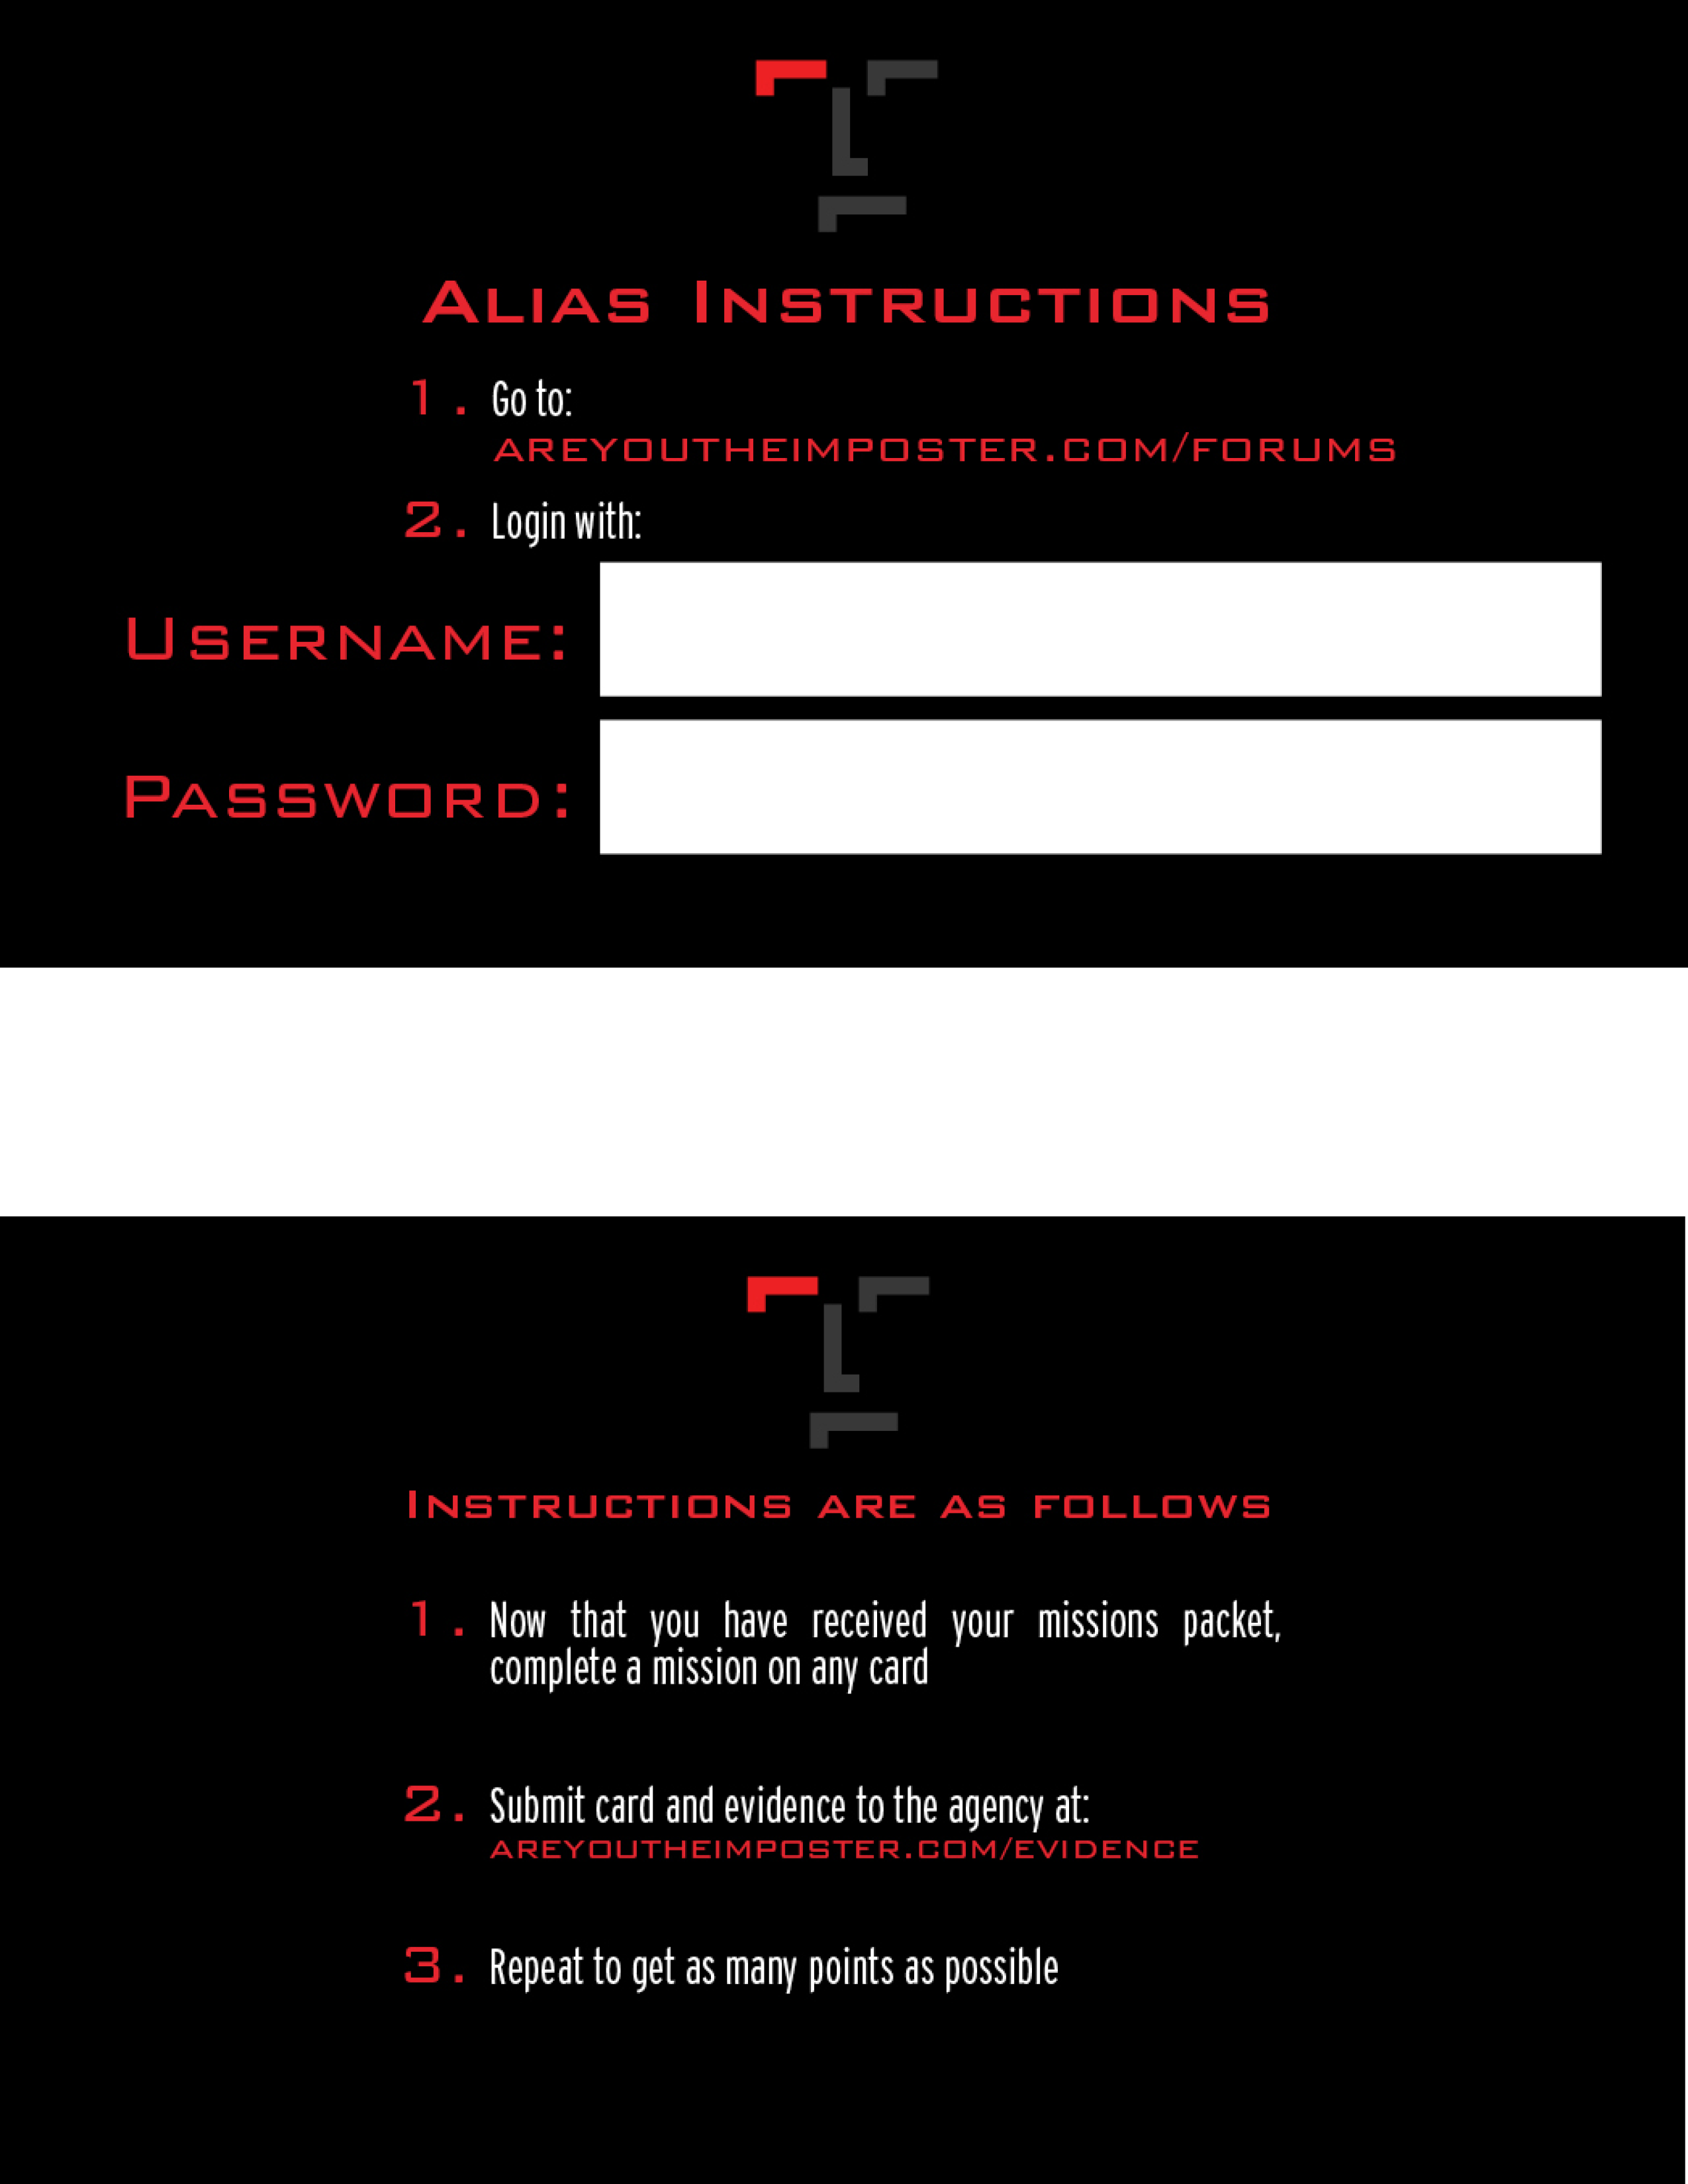 Alias Instructions
1. Go to:
areyoutheimposter.com/forums
2. Login with:
Username:
Password:
Instructions are as follows
1. Now that you have received your missions packet,
complete a mission on any card
2. Submit card and evidence to the agency at:
areyoutheimposter.com/evidence
3. Repeat to get as many points as possible